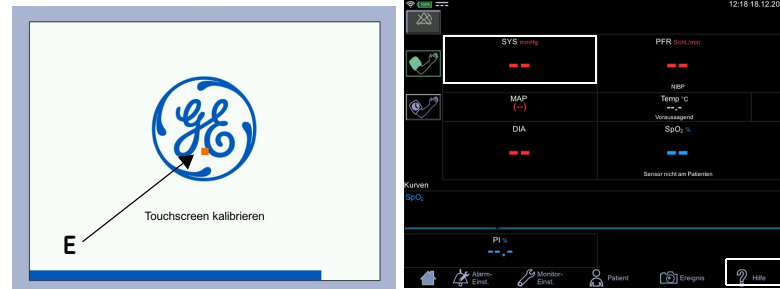 GE
Touchscreen kalibrieren
E
100%
12:18 18.12.20
SYS mmHg
PFR Schl./min
--
--
NIBP
MAP
(--)
Temp °C
--.-
Voraussagend
DIA
SpO₂ %
--
--
Sensor nicht am Patienten
Kurven
SpO₂
PI %
--.-
Alarm-
Einst.
Monitor-
Einst.
Patient
Ereignis
Hilfe